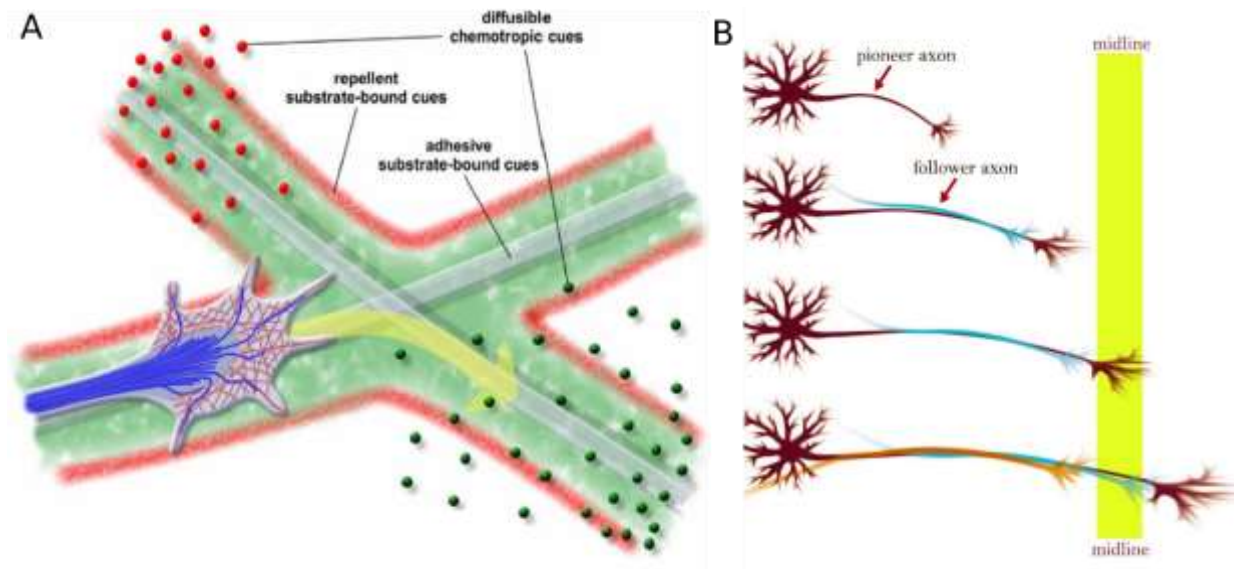 A
diffusible
chemotropic cues
repellent
substrate-bound cues
adhesive
substrate-bound cues
B
midline
pioneer axon
follower axon
midline